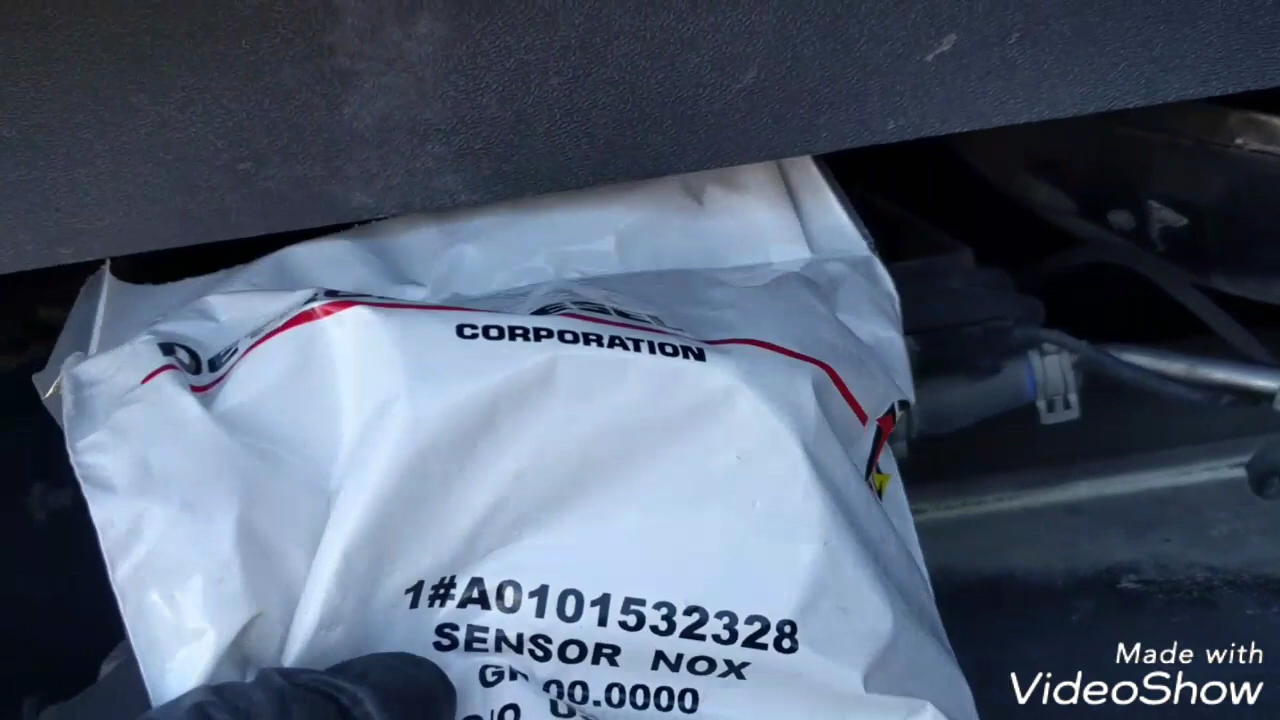 CORPORATION
1#A0101532328
SENSOR NOX
00.0000
Made with
VideoShow